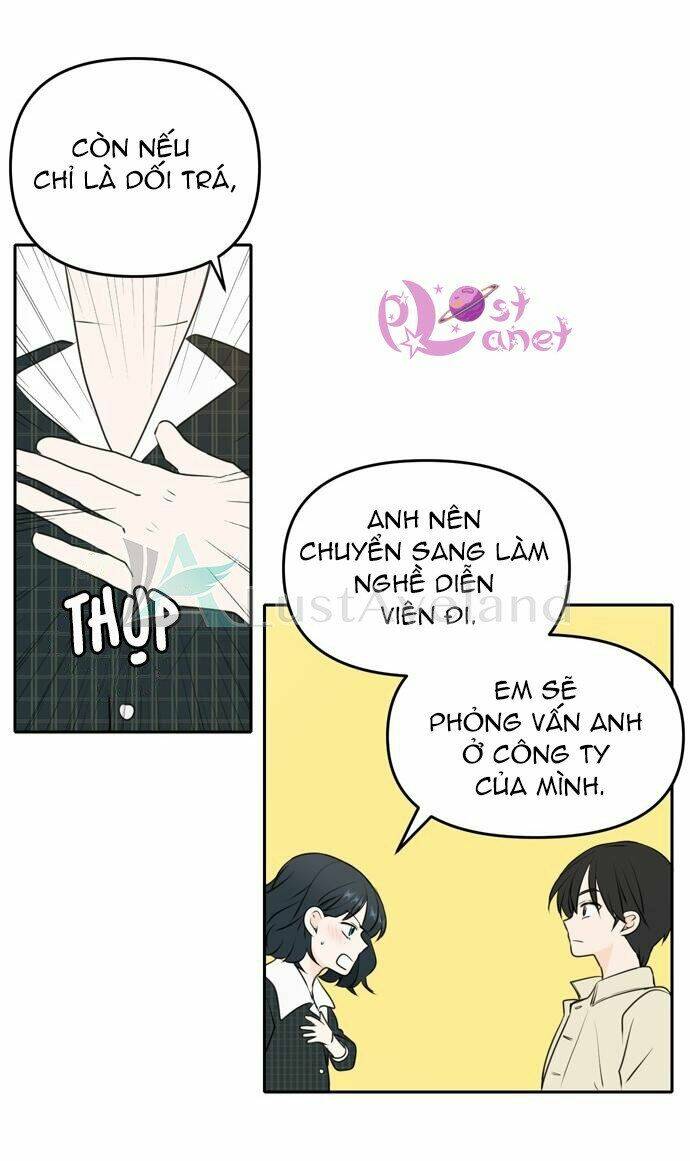 CÒN NẾU
CHỈ LÀ DỐI TRÁ,
Lost
Planet
THỤP
ANH NÊN
CHUYỂN SANG LÀM
NGHỀ DIỄN
VIÊN ĐI.
LustAveland
EM SẼ
PHỎNG VẤN ANH
Ở CÔNG TY
CỦA MÌNH.